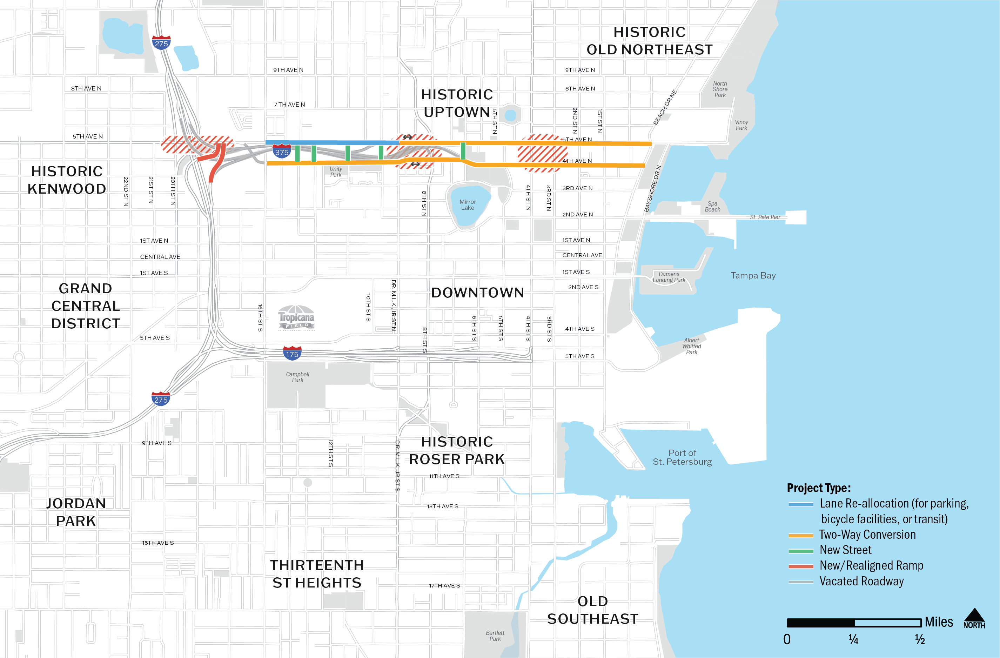 HISTORIC
OLD NORTHEAST
275
9TH AVE N
9TH AVE N
8TH AVE N
8TH AVE N
North
Shore
Park
HISTORIC
UPTOWN
7 TH AVE N
5TH ST N
2ND ST N
1ST ST N
BEACH DR NE
Vinoy
Park
5TH AVE N
↔
5TH AVE N
375
4TH AVE N
↔
Unity
Park
HISTORIC
KENWOOD
22ND ST N
21ST ST N
20TH ST N
8TH ST N
Mirror
Lake
4TH ST N
3RD ST N
3RD AVE N
BAYSHORE DR N
Spa
Beach
2ND AVE N
St. Pete Pier
1ST AVE N
1ST AVE N
CENTRAL AVE
CENTRAL AVE
1ST AVE S
1ST AVE S
Damens
Landing Park
Tampa Bay
2ND AVE S
GRAND
CENTRAL
DISTRICT
DOWNTOWN
16TH ST S
Tropicana
FIELD
ST. PETERSBURG, FLORIDA
10TH ST S
DR. M.L.K., JR ST N
8TH ST S
6TH ST S
5TH ST S
4TH ST S
3RD ST S
4TH AVE S
5TH AVE S
Albert
Whitted
Park
175
5TH AVE S
Campbell
Park
275
9TH AVE S
12TH ST S
DR. M.L.K., JR ST S
HISTORIC
ROSER PARK
Port of
St. Petersburg
11TH AVE S
JORDAN
PARK
13TH AVE S
15TH AVE S
THIRTEENTH
ST HEIGHTS
17TH AVE S
OLD
SOUTHEAST
Bartlett
Park
Project Type:
Lane Re-allocation (for parking,
bicycle facilities, or transit)
Two-Way Conversion
New Street
New/Realigned Ramp
Vacated Roadway
Miles
0 ¼ ½
NORTH